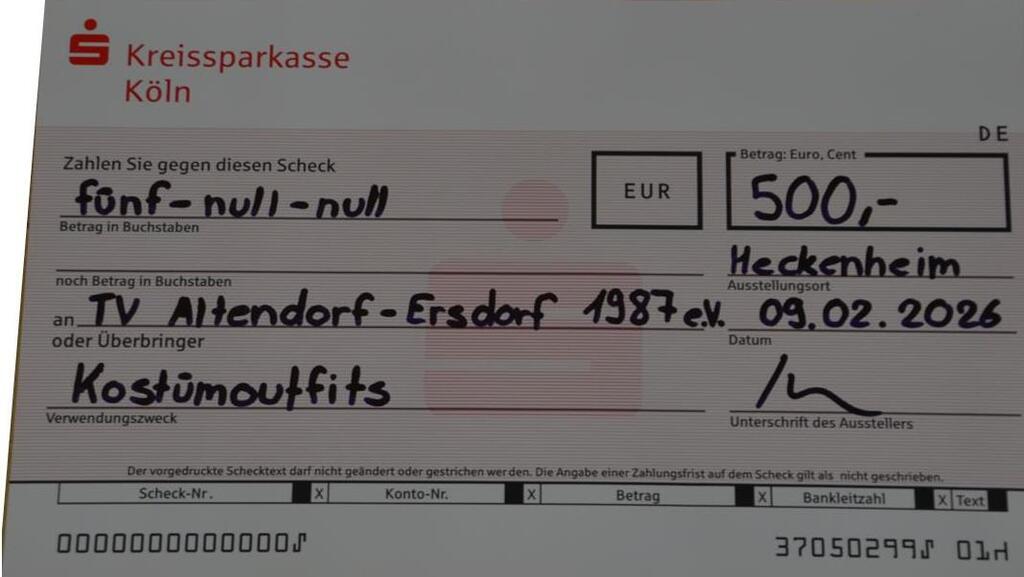 Kreissparkasse
Köln
DE
Zahlen Sie gegen diesen Scheck
fünf-null-null
Betrag in Buchstaben
EUR
Betrag: Euro, Cent
500,-
noch Betrag in Buchstaben
Heckenheim
Ausstellungsort
an TV Altendorf-Ersdorf 1987 e.V.
oder Überbringer
09.02.2026
Datum
Kostümoutfits
Verwendungszweck
Unterschrift des Ausstellers
Der vorgedruckte Schecktext darf nicht geändert oder gestrichen werden. Die Angabe einer Zahlungsfrist auf dem Scheck gilt als nicht geschrieben.
Scheck-Nr. X Konto-Nr. X Betrag X Bankleitzahl X Text
0000000000000⑀ 37050299⑀ 01⑁